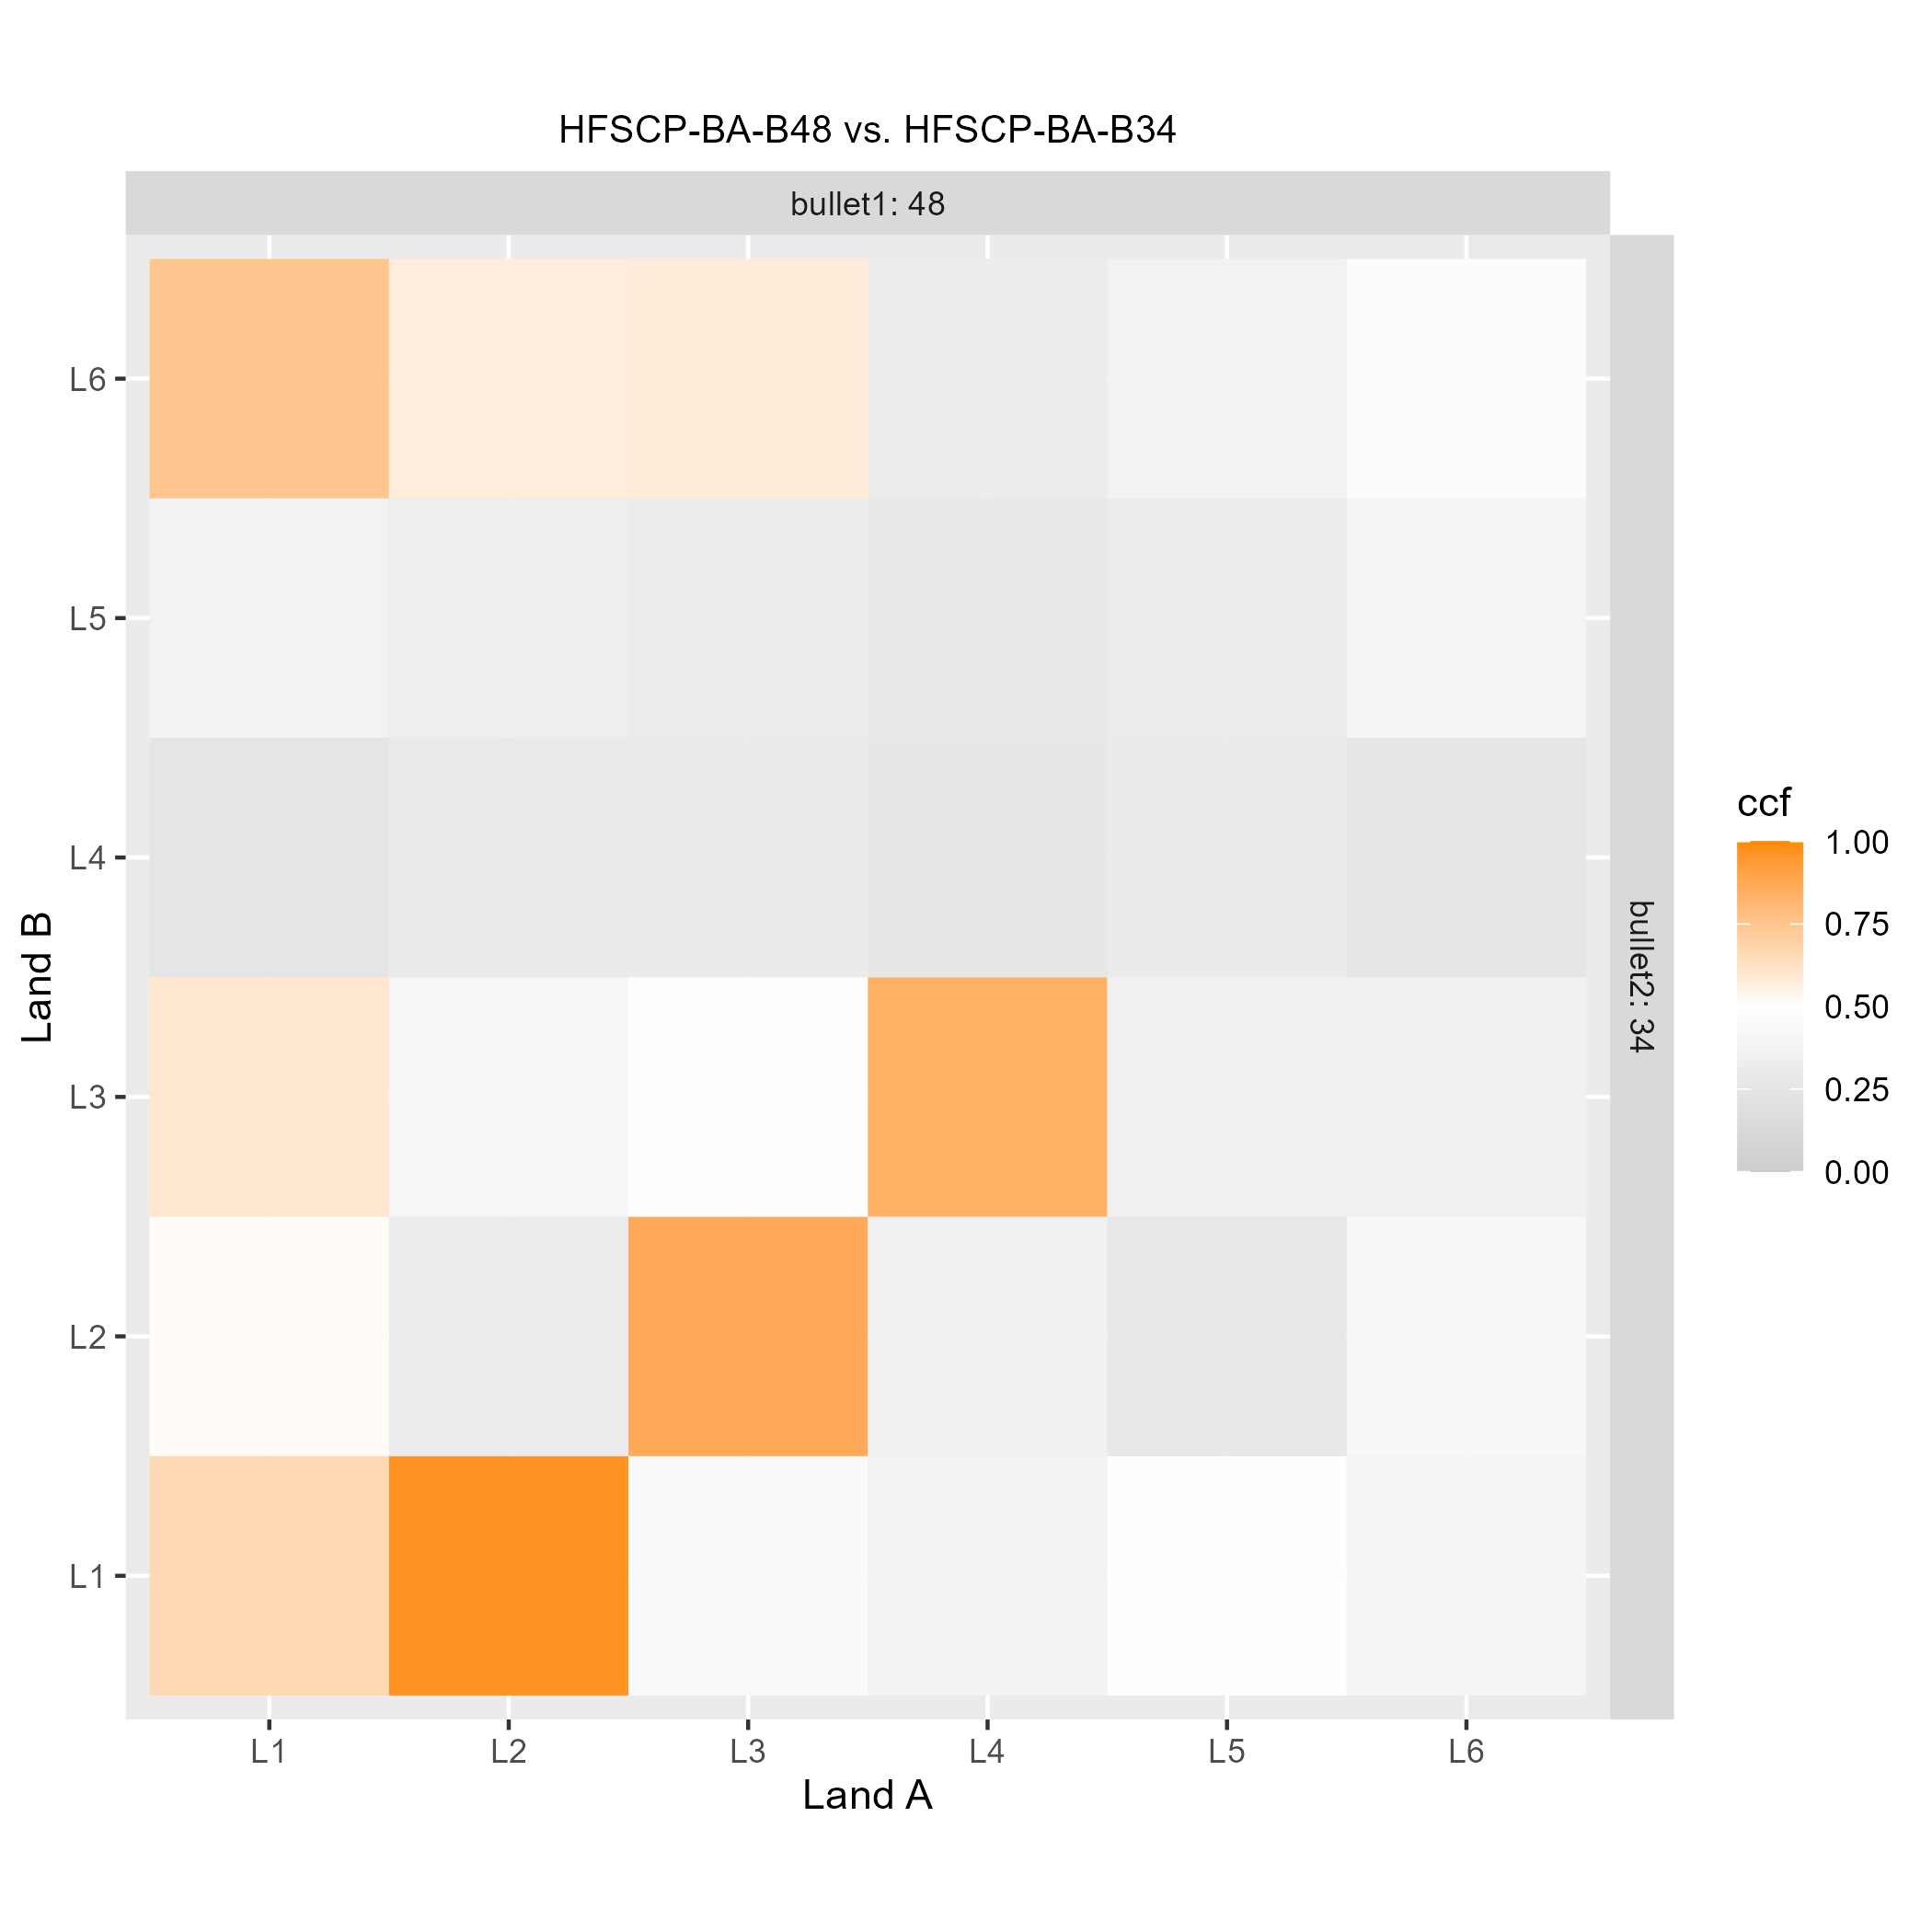 HFSCP-BA-B48 vs. HFSCP-BA-B34
bullet1: 48
L6
L5
L4
L3
L2
L1
Land B
bullet2: 34
L1 L2 L3 L4 L5 L6
Land A
ccf
1.00
0.75
0.50
0.25
0.00